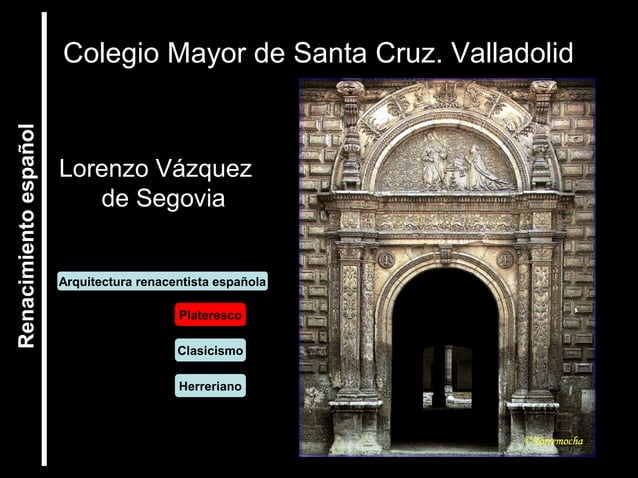 Colegio Mayor de Santa Cruz. Valladolid
Renacimiento español
Lorenzo Vázquez
de Segovia
Arquitectura renacentista española
Plateresco
Clasicismo
Herreriano
©Torremocha